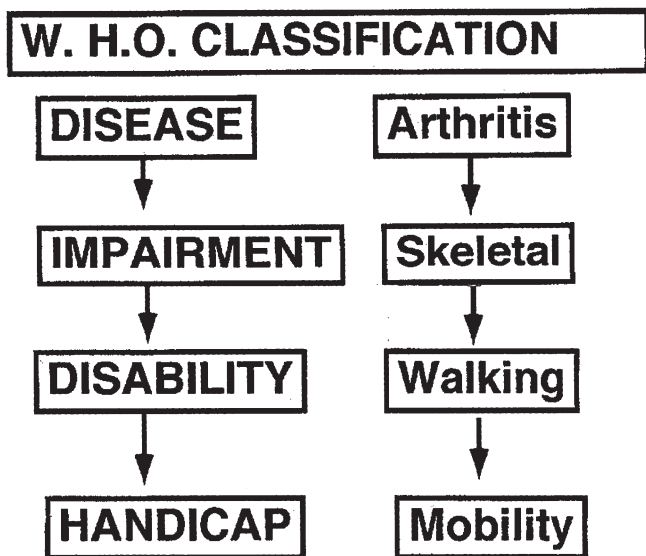 W. H.O. CLASSIFICATION
DISEASE Arthritis
IMPAIRMENT Skeletal
DISABILITY Walking
HANDICAP Mobility